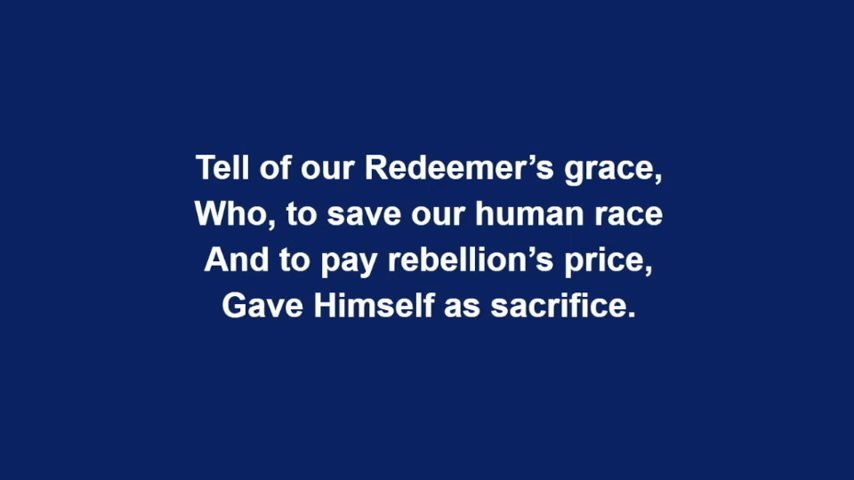 Tell of our Redeemer’s grace,
Who, to save our human race
And to pay rebellion’s price,
Gave Himself as sacrifice.